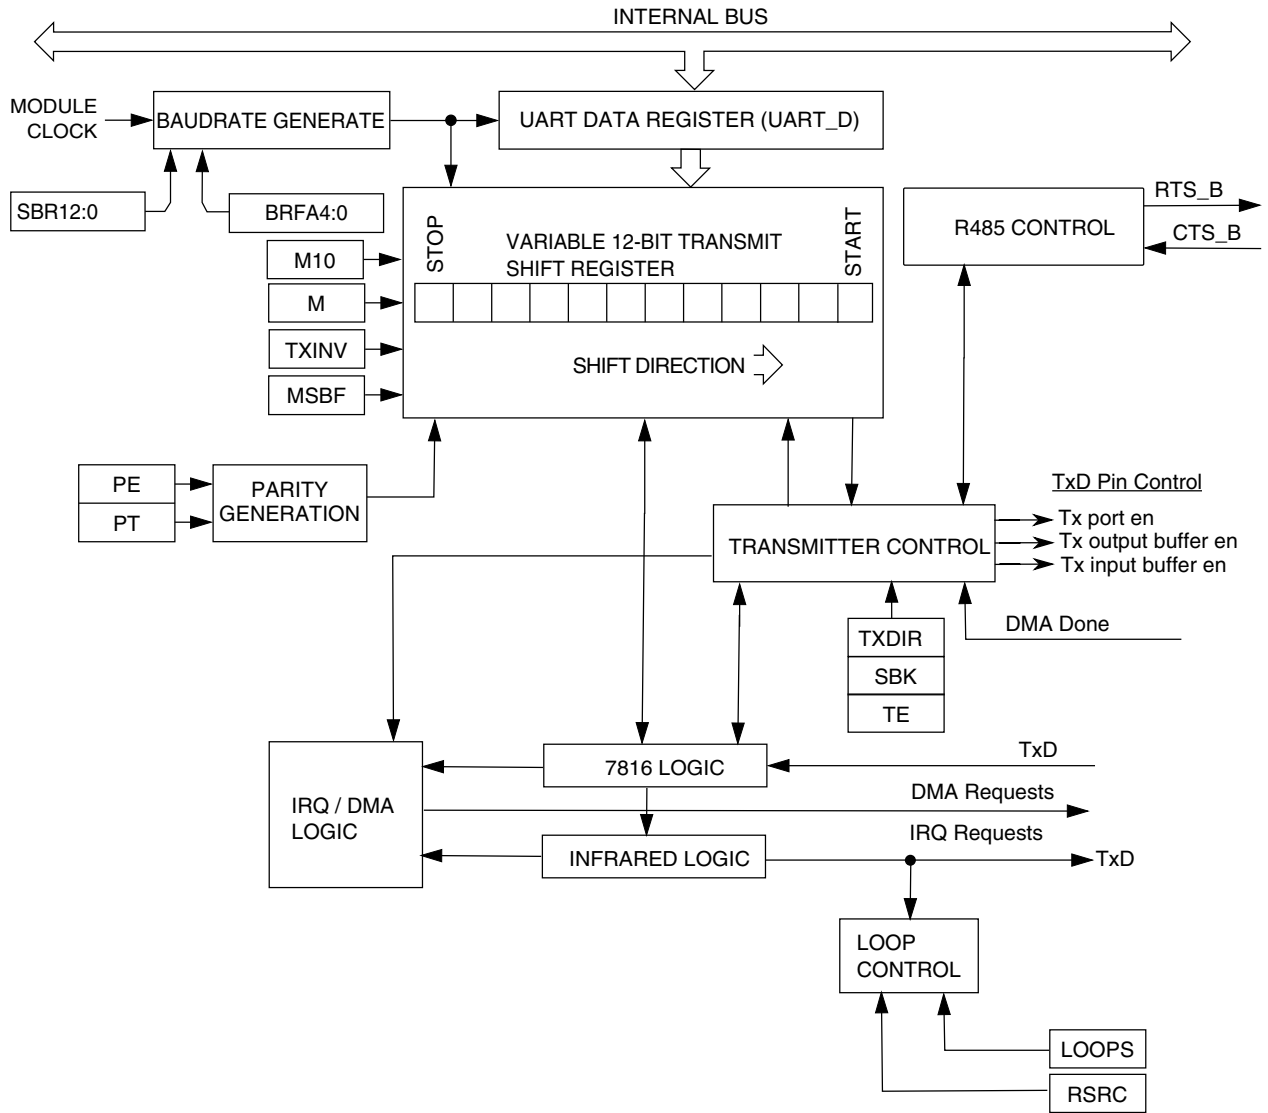 INTERNAL BUS
MODULE
CLOCK
BAUDRATE GENERATE
UART DATA REGISTER (UART_D)
SBR12:0
BRFA4:0
RTS_B
R485 CONTROL
CTS_B
STOP
VARIABLE 12-BIT TRANSMIT
SHIFT REGISTER
START
M10
M
TXINV
SHIFT DIRECTION
MSBF
PE
PT
PARITY
GENERATION
TxD Pin Control
Tx port en
Tx output buffer en
Tx input buffer en
TRANSMITTER CONTROL
DMA Done
TXDIR
SBK
TE
TxD
7816 LOGIC
DMA Requests
IRQ / DMA
LOGIC
IRQ Requests
INFRARED LOGIC
TxD
LOOP
CONTROL
LOOPS
RSRC